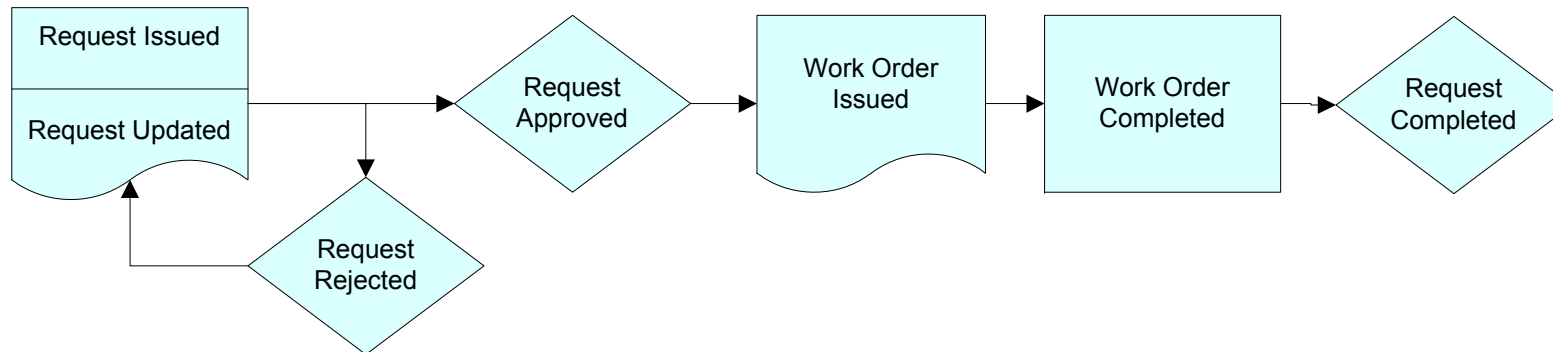 Request Issued
Request Updated
Request
Approved
Work Order
Issued
Work Order
Completed
Request
Completed
Request
Rejected